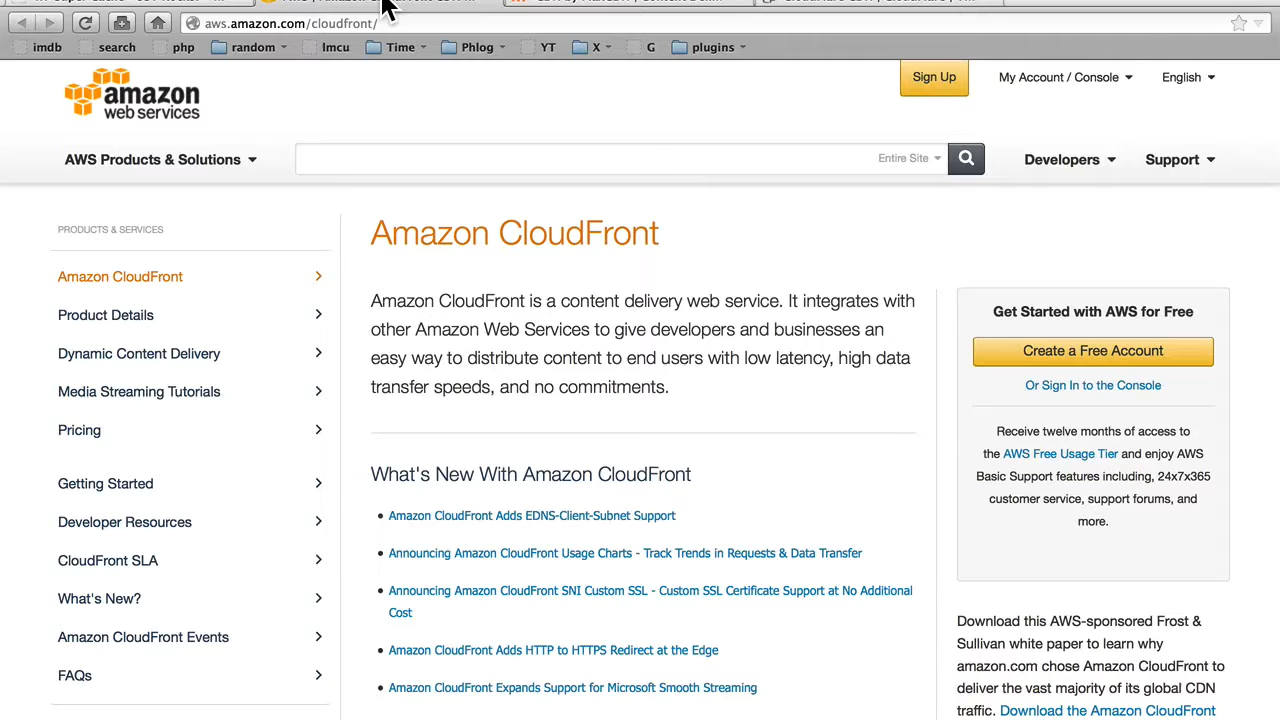 aws.amazon.com/cloudfront/
imdb search php random Imcu Time Phlog YT X G plugins
amazon
web services
Sign Up My Account / Console English
AWS Products & Solutions Entire Site Developers Support
PRODUCTS & SERVICES
Amazon CloudFront
Product Details
Dynamic Content Delivery
Media Streaming Tutorials
Pricing
Getting Started
Developer Resources
CloudFront SLA
What's New?
Amazon CloudFront Events
FAQs
Amazon CloudFront
Amazon CloudFront is a content delivery web service. It integrates with
other Amazon Web Services to give developers and businesses an
easy way to distribute content to end users with low latency, high data
transfer speeds, and no commitments.
What's New With Amazon CloudFront
Amazon CloudFront Adds EDNS-Client-Subnet Support
Announcing Amazon CloudFront Usage Charts - Track Trends in Requests & Data Transfer
Announcing Amazon CloudFront SNI Custom SSL - Custom SSL Certificate Support at No Additional
Cost
Amazon CloudFront Adds HTTP to HTTPS Redirect at the Edge
Amazon CloudFront Expands Support for Microsoft Smooth Streaming
Get Started with AWS for Free
Create a Free Account
Or Sign In to the Console
Receive twelve months of access to
the AWS Free Usage Tier and enjoy AWS
Basic Support features including, 24x7x365
customer service, support forums, and
more.
Download this AWS-sponsored Frost &
Sullivan white paper to learn why
amazon.com chose Amazon CloudFront to
deliver the vast majority of its global CDN
traffic. Download the Amazon CloudFront